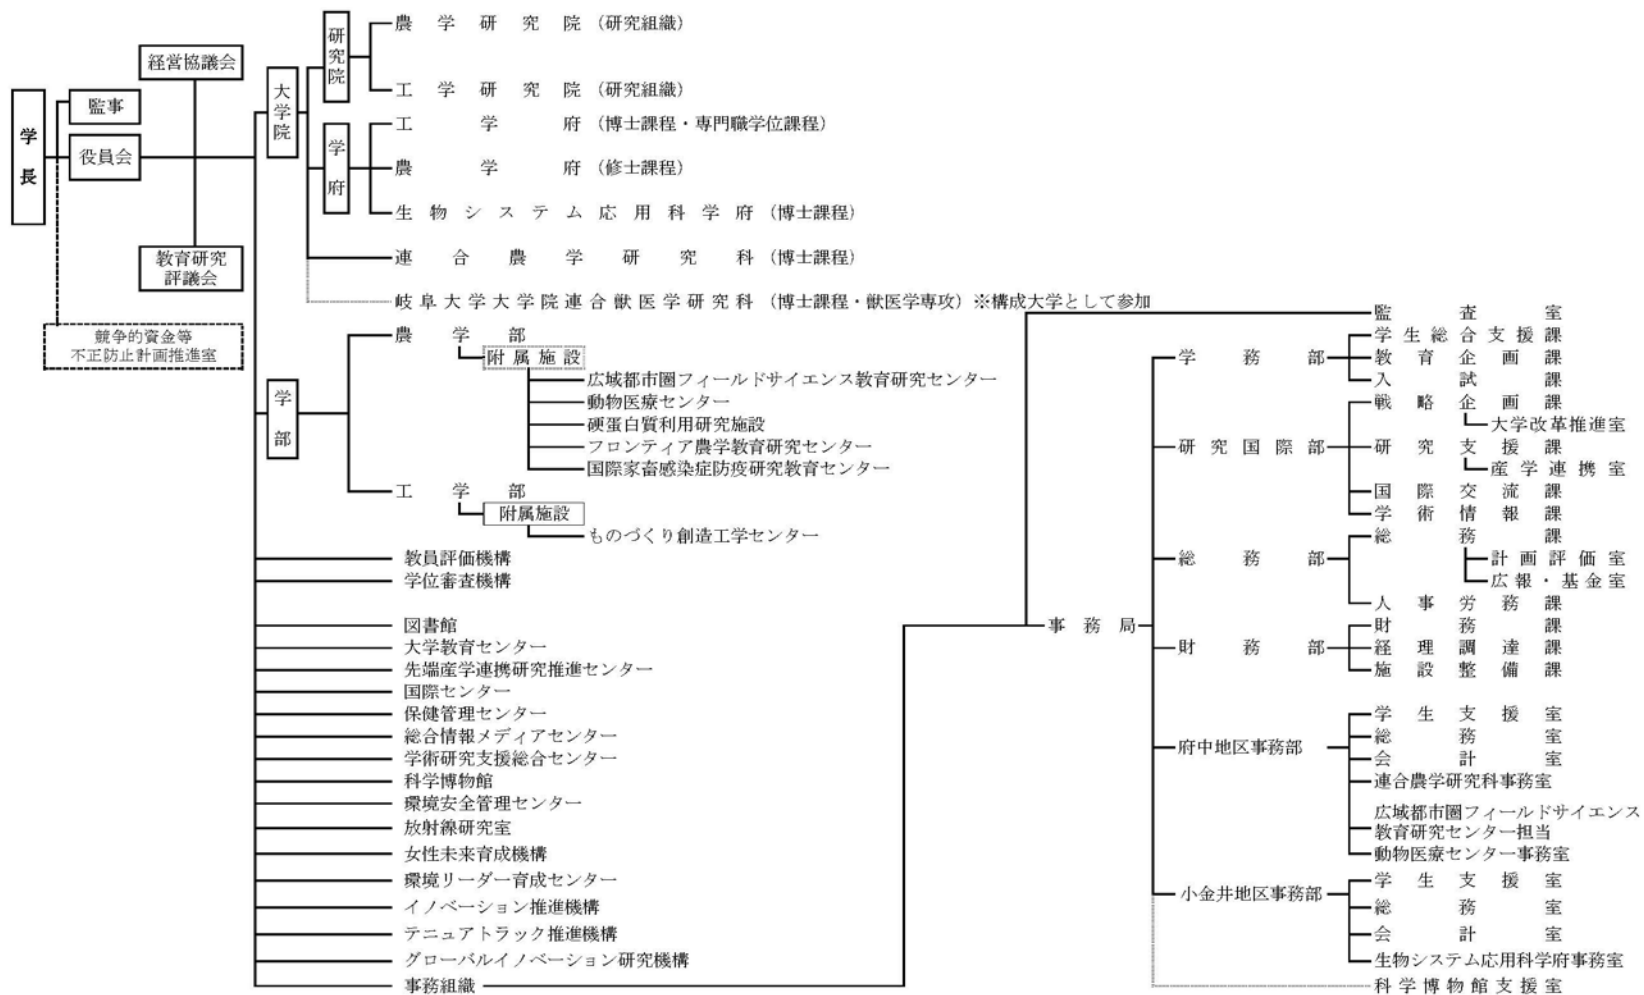 学長
監事
役員会
経営協議会
教育研究
評議会
競争的資金等
不正防止計画推進室
大学院
研究院
農学研究院(研究組織)
工学研究院(研究組織)
学府
工学府(博士課程・専門職学位課程)
農学府(修士課程)
生物システム応用科学府(博士課程)
連合農学研究科(博士課程)
岐阜大学大学院連合獣医学研究科(博士課程・獣医学専攻)※構成大学として参加
学部
農学部
附属施設
広域都市圏フィールドサイエンス教育研究センター
動物医療センター
硬蛋白質利用研究施設
フロンティア農学教育研究センター
国際家畜感染症防疫研究教育センター
工学部
附属施設
ものづくり創造工学センター
教員評価機構
学位審査機構
図書館
大学教育センター
先端産学連携研究推進センター
国際センター
保健管理センター
総合情報メディアセンター
学術研究支援総合センター
科学博物館
環境安全管理センター
放射線研究室
女性未来育成機構
環境リーダー育成センター
イノベーション推進機構
テニュアトラック推進機構
グローバルイノベーション研究機構
事務組織
監査室
事務局
学務部
学生総合支援課
教育企画課
入試課
研究国際部
戦略企画課
大学改革推進室
研究支援課
産学連携室
国際交流課
学術情報課
総務部
総務課
計画評価室
広報・基金室
人事労務課
財務部
財務課
経理調達課
施設整備課
府中地区事務部
学生支援室
総務室
会計室
連合農学研究科事務室
広域都市圏フィールドサイエンス
教育研究センター担当
動物医療センター事務室
小金井地区事務部
学生支援室
総務室
会計室
生物システム応用科学府事務室
科学博物館支援室